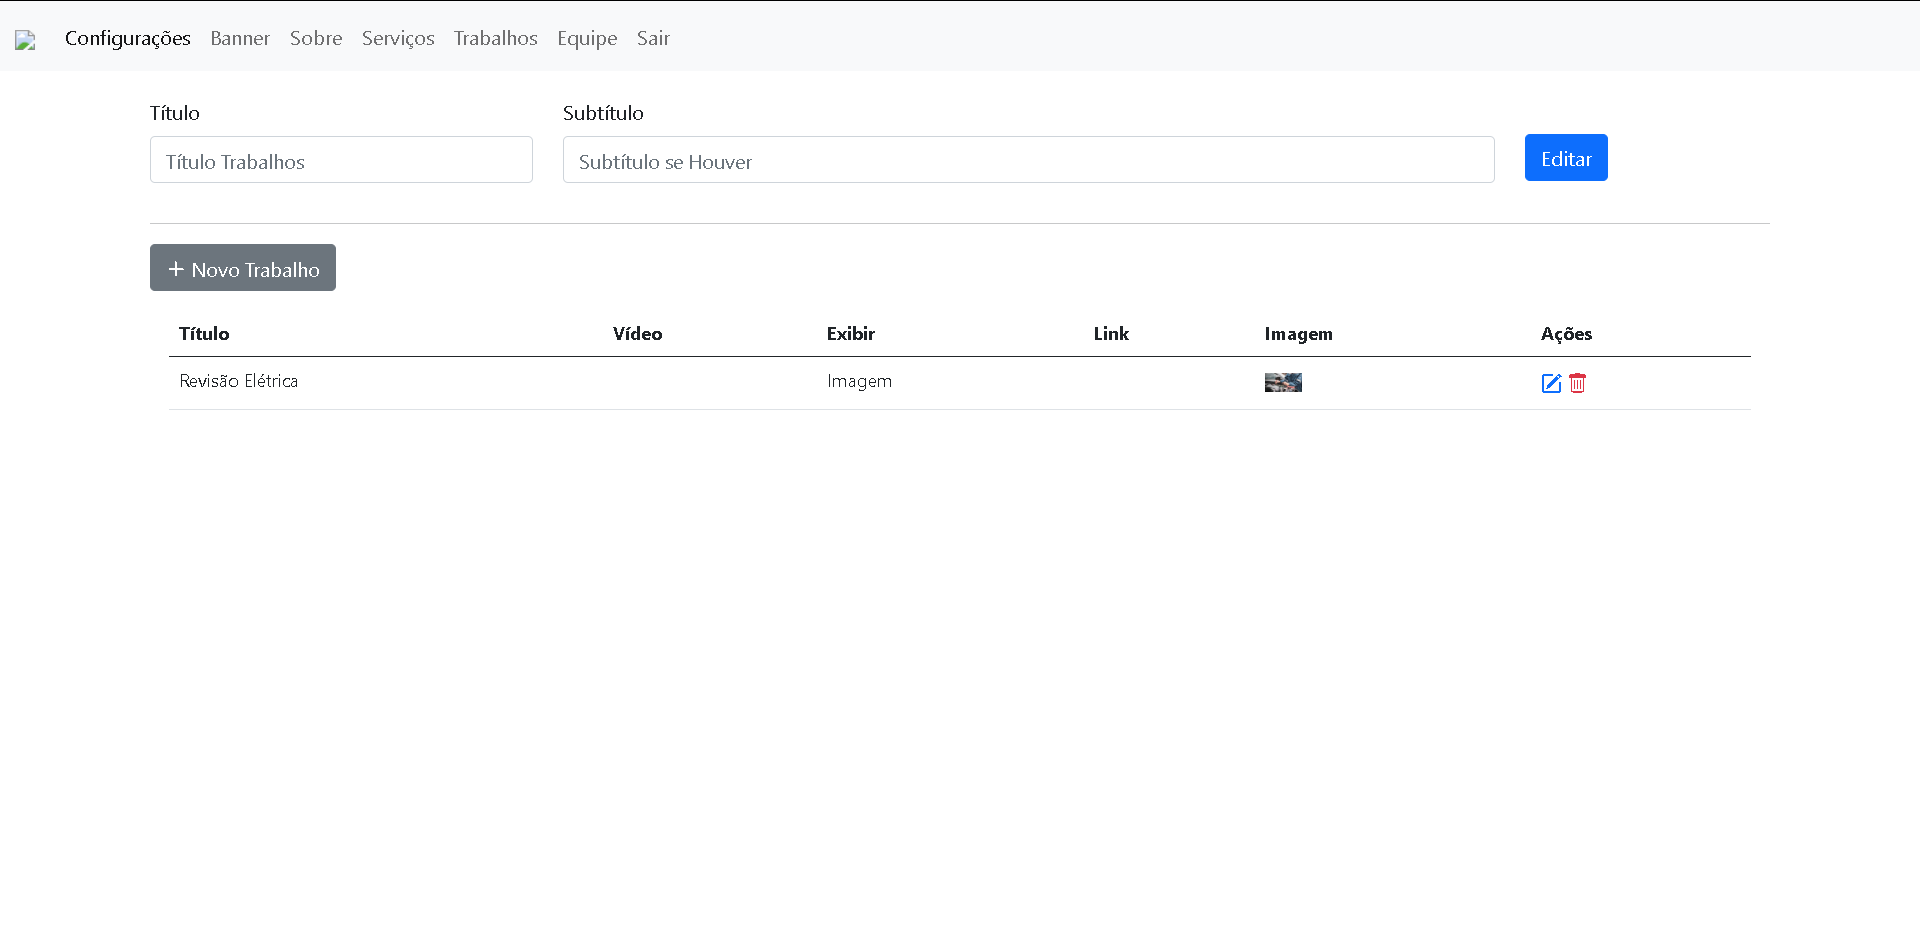 Configurações Banner Sobre Serviços Trabalhos Equipe Sair
Título Subtítulo
Título Trabalhos Subtítulo se Houver Editar
+ Novo Trabalho
Título Vídeo Exibir Link Imagem Ações
Revisão Elétrica Imagem